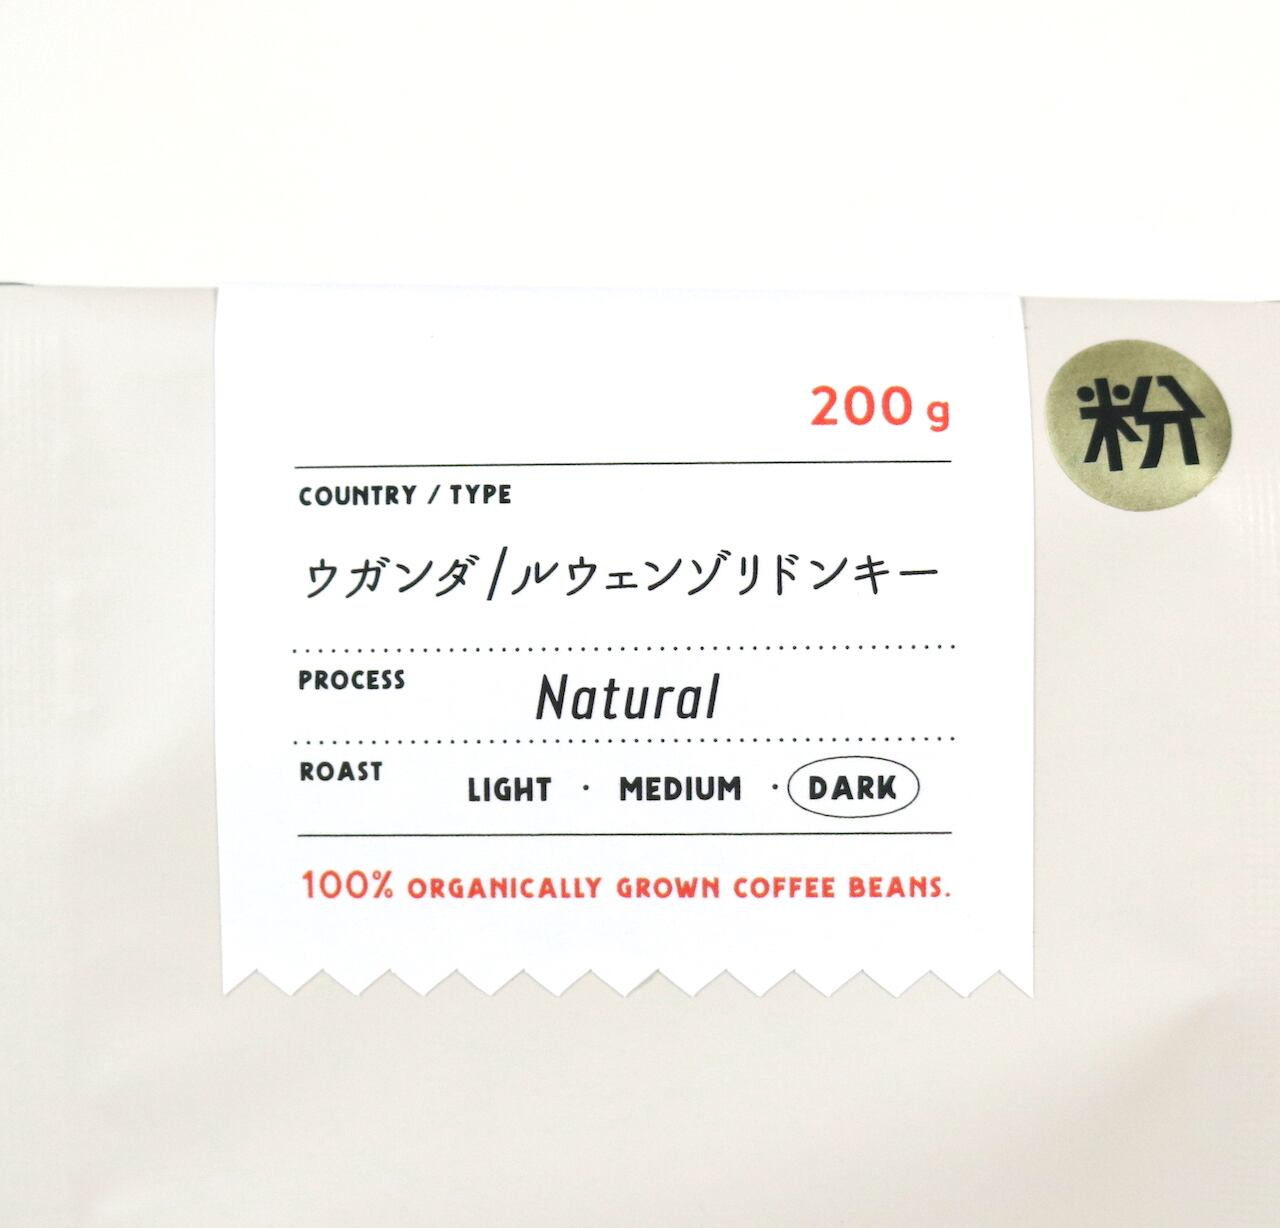 200 g
粉
COUNTRY / TYPE
ウガンダ/ルウェンゾリドンキー
PROCESS Natural
ROAST LIGHT · MEDIUM · DARK
100% ORGANICALLY GROWN COFFEE BEANS.